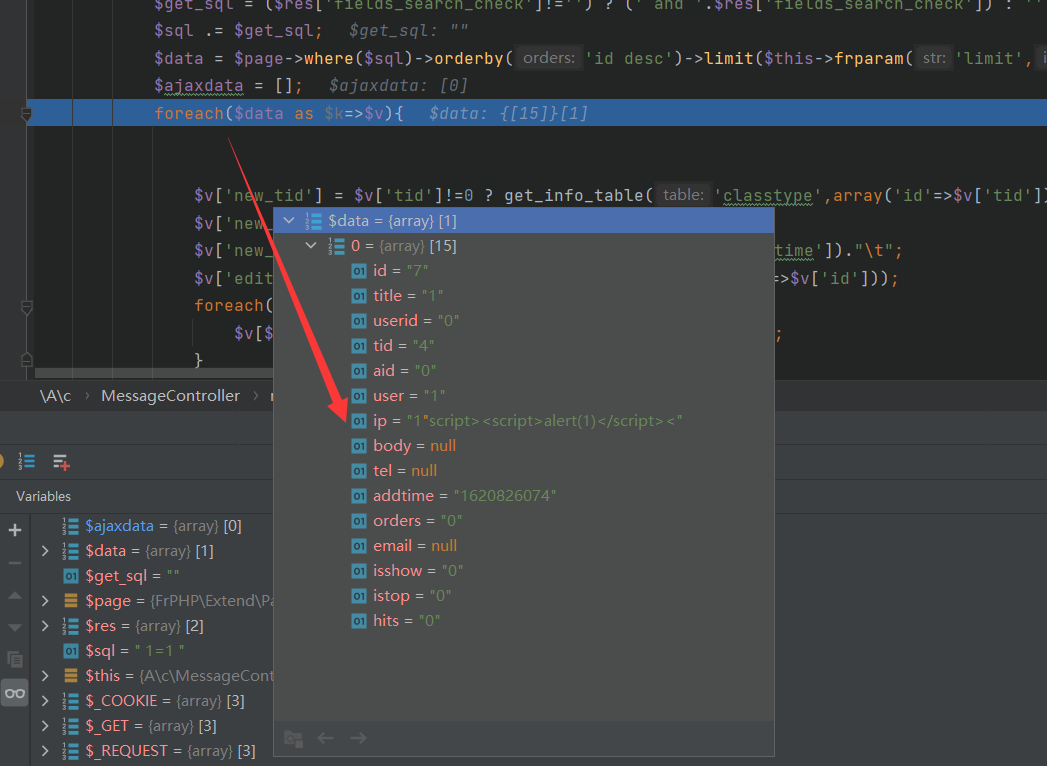 $get_sql = ($res['fields_search_check']!='') ? (' and '.$res['fields_search_check']) : ''
$sql .= $get_sql;  $get_sql: ""
$data = $page->where($sql)->orderby( orders: 'id desc')->limit($this->frparam( str: 'limit',
$ajaxdata = [];  $ajaxdata: [0]
foreach($data as $k=>$v){  $data: {[15]}[1]
$v['new_tid'] = $v['tid']!=0 ? get_info_table( table: 'classtype',array('id'=>$v['tid'])
$v['new_
$v['new_ time'])."\t";
$v['edit =>$v['id']));
foreach(
$v[$ ;
}
$data = {array} [1]
0 = {array} [15]
id = "7"
title = "1"
userid = "0"
tid = "4"
aid = "0"
user = "1"
ip = "1"script><script>alert(1)</script><"
body = null
tel = null
addtime = "1620826074"
orders = "0"
email = null
isshow = "0"
istop = "0"
hits = "0"
\A\c › MessageController ›
Variables
$ajaxdata = {array} [0]
$data = {array} [1]
$get_sql = ""
$page = {FrPHP\Extend\Pa
$res = {array} [2]
$sql = " 1=1 "
$this = {A\c\MessageCont
$_COOKIE = {array} [3]
$_GET = {array} [3]
$_REQUEST = {array} [3]